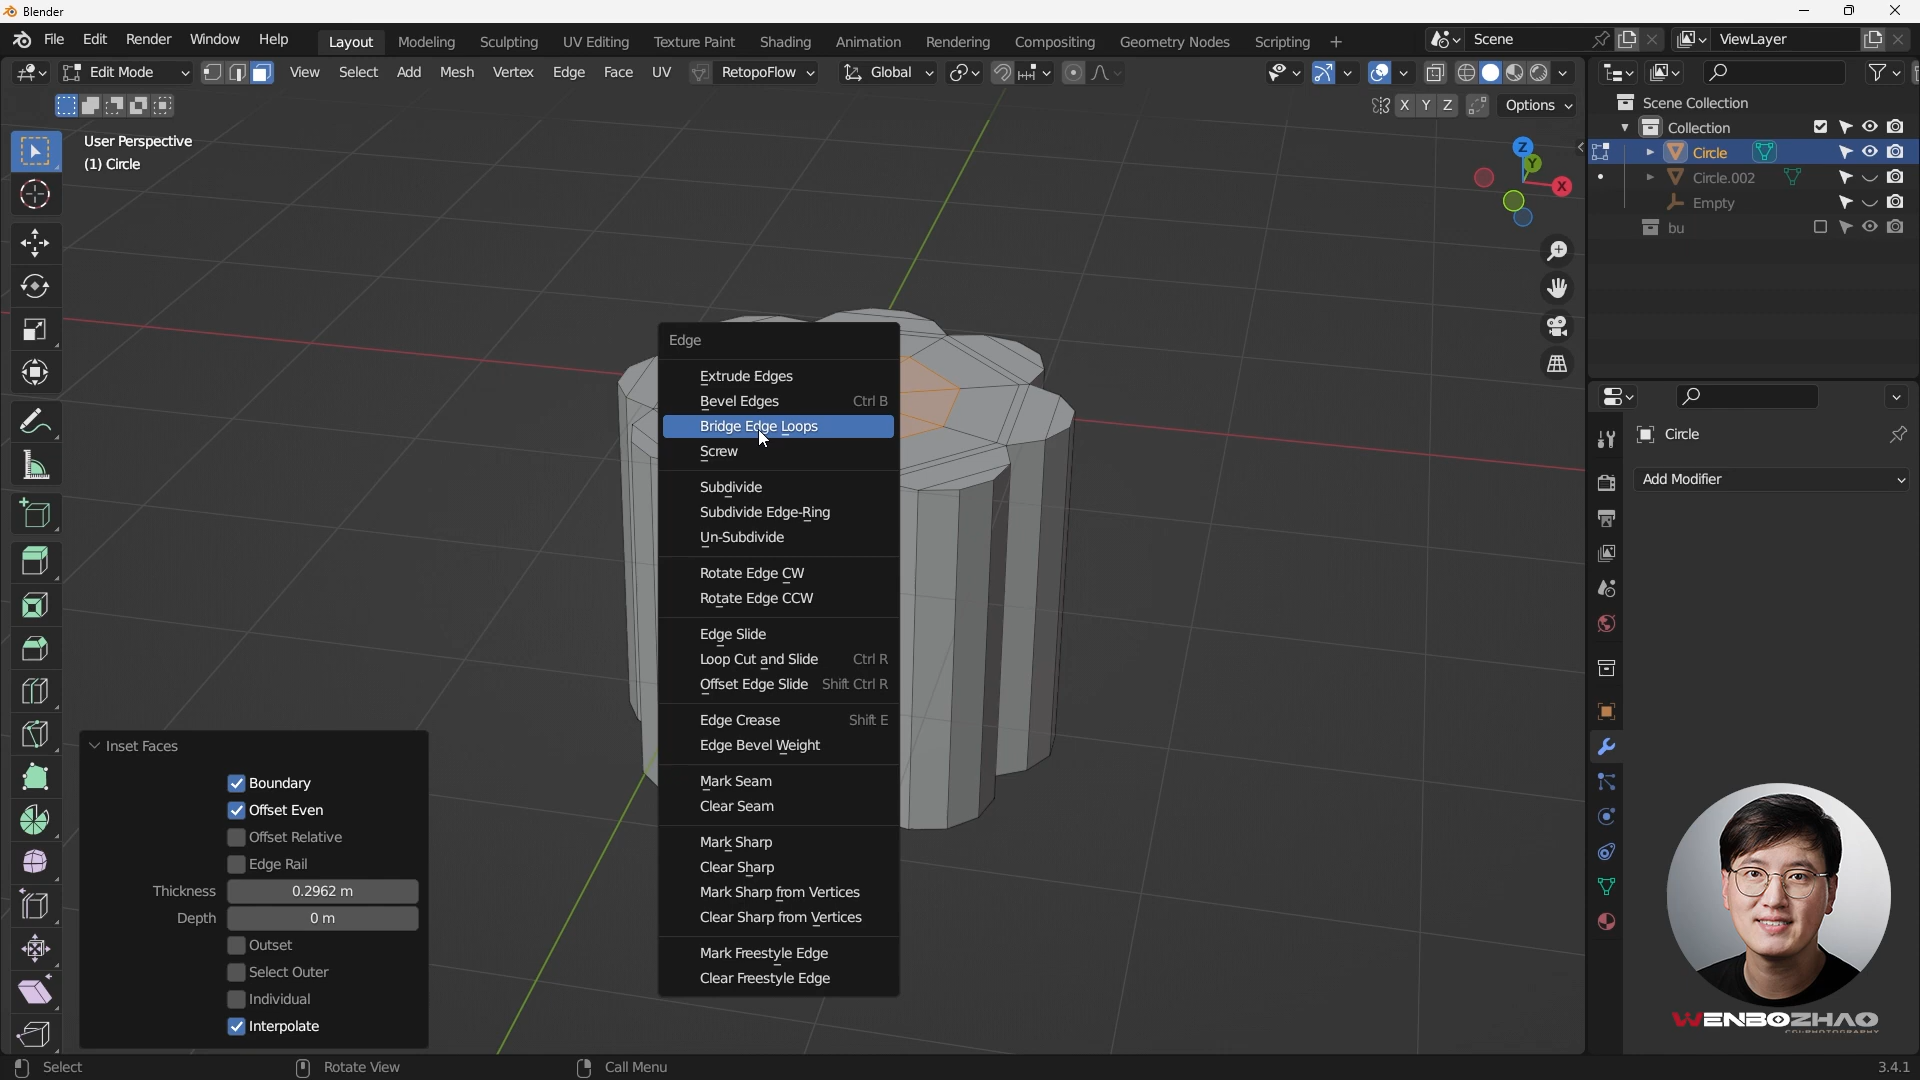 Blender
File Edit Render Window Help
Layout Modeling Sculpting UV Editing Texture Paint Shading Animation Rendering Compositing Geometry Nodes Scripting +
Scene
ViewLayer
Edit Mode
View Select Add Mesh Vertex Edge Face UV
RetopoFlow
Global
Scene Collection
X Y Z
Options
Collection
User Perspective
(1) Circle
Z
Y
X
Circle
Circle.002
Empty
bu
Edge
Extrude Edges
Bevel Edges Ctrl B
Bridge Edge Loops
Screw
Subdivide
Subdivide Edge-Ring
Un-Subdivide
Rotate Edge CW
Rotate Edge CCW
Edge Slide
Loop Cut and Slide Ctrl R
Offset Edge Slide Shift Ctrl R
Edge Crease Shift E
Edge Bevel Weight
Mark Seam
Clear Seam
Mark Sharp
Clear Sharp
Mark Sharp from Vertices
Clear Sharp from Vertices
Mark Freestyle Edge
Clear Freestyle Edge
Circle
Add Modifier
Inset Faces
Boundary
Offset Even
Offset Relative
Edge Rail
Thickness 0.2962 m
Depth 0 m
Outset
Select Outer
Individual
Interpolate
WENBOZHAO
Select
Rotate View
Call Menu
3.4.1